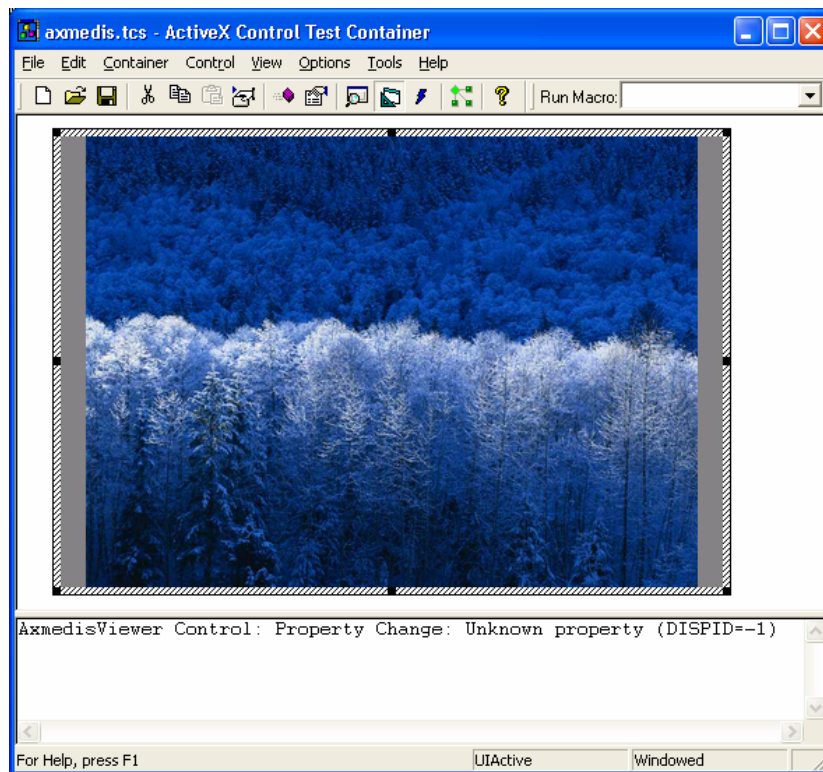 axmedis.tcs - ActiveX Control Test Container
File Edit Container Control View Options Tools Help
Run Macro:
AxmedisViewer Control: Property Change: Unknown property (DISPID=-1)
For Help, press F1 UIActive Windowed